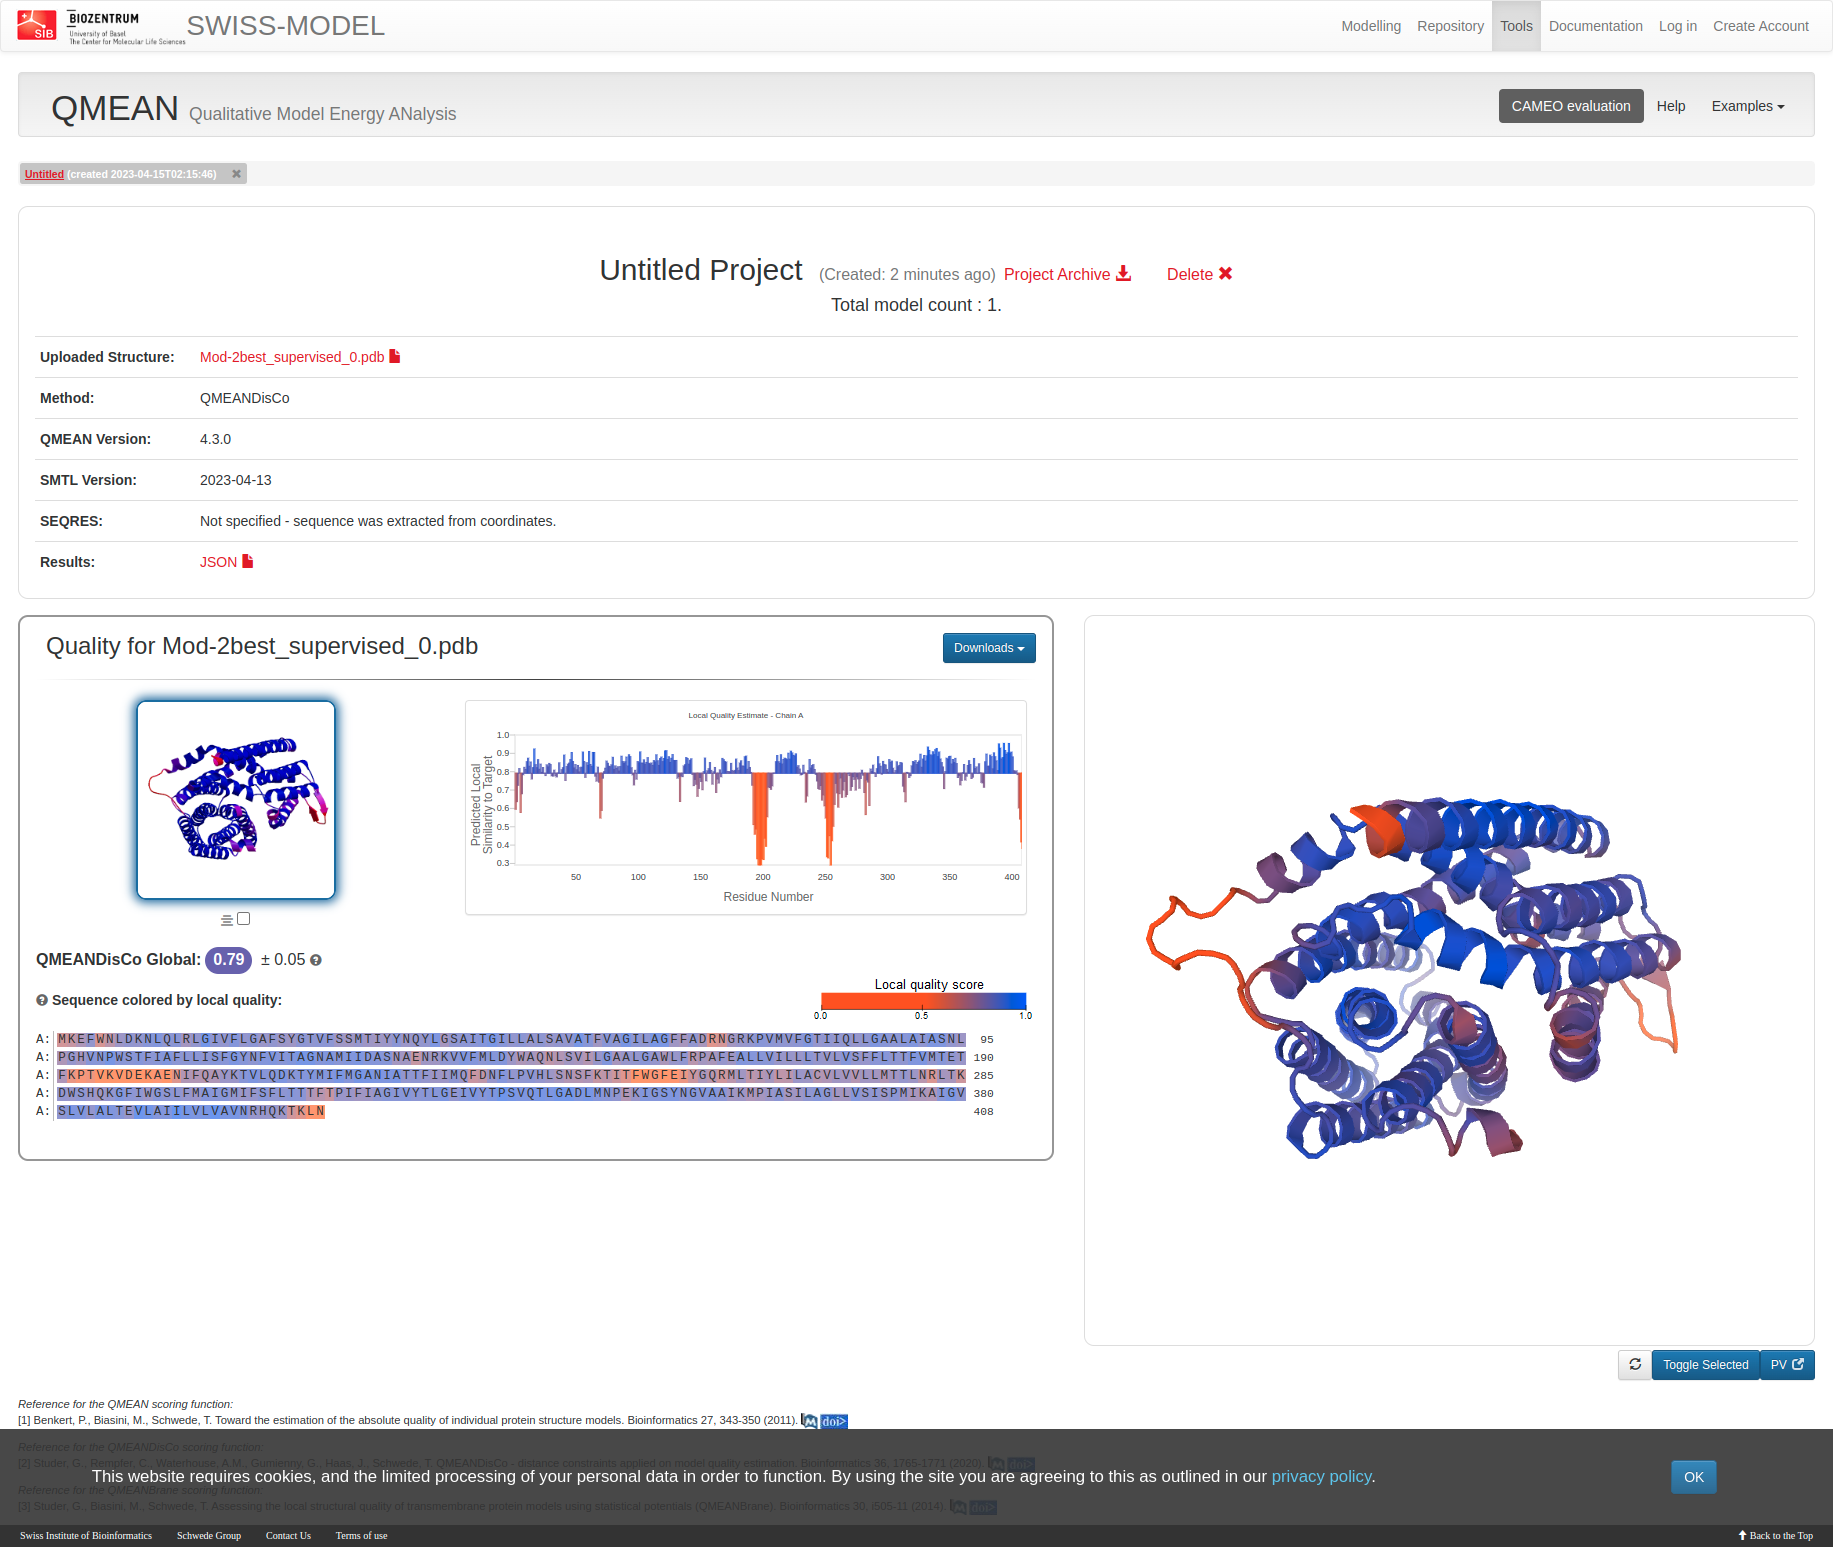 SIB
BIOZENTRUM
University of Basel
The Center for Molecular Life Sciences
SWISS-MODEL
Modelling
Repository
Tools
Documentation
Log in
Create Account
QMEAN Qualitative Model Energy ANalysis
CAMEO evaluation
Help
Examples
Untitled (created 2023-04-15T02:15:46)
Untitled Project (Created: 2 minutes ago) Project Archive Delete
Total model count : 1.
Uploaded Structure: Mod-2best_supervised_0.pdb
Method: QMEANDisCo
QMEAN Version: 4.3.0
SMTL Version: 2023-04-13
SEQRES: Not specified - sequence was extracted from coordinates.
Results: JSON
Quality for Mod-2best_supervised_0.pdb
Downloads
Local Quality Estimate - Chain A
Predicted Local
Similarity to Target
1.0
0.9
0.8
0.7
0.6
0.5
0.4
0.3
50 100 150 200 250 300 350 400
Residue Number
QMEANDisCo Global: 0.79 ± 0.05
Sequence colored by local quality:
Local quality score
0.0 0.5 1.0
A: MKEFWNLDKNLQLRLGIVFLGAFSYGTVFSSMTIYYNQYLGSAITGILLALSAVATFVAGILAGFFADRNGRKPVMVFGTIIQLLGAALAIASNL 95
A: PGHVNPWSTFIAFLLISFGYNFVITAGNAMIIDASNAENRKVVFMLDYWAQNLSVILGAALGAWLFRPAFEALLVILLLTVLVSFFLTTFVMTET 190
A: FKPTVKVDEKAENIFQAYKTVLQDKTYMIFMGANIATTFIIMQFDNFLPVHLSNSFKTITFWGFEIYGQRMLTIYLILACVLVVLLMTTLNRLTK 285
A: DWSHQKGFIWGSLFMAIGMIFSFLTTTFTPIFIAGIVYTLGEIVYTPSVQTLGADLMNPEKIGSYNGVAAIKMPIASILAGLLVSISPMIKAIGV 380
A: SLVLALTEVLAIILVLVAVNRHQKTKLN 408
Toggle Selected
PV
Reference for the QMEAN scoring function:
[1] Benkert, P., Biasini, M., Schwede, T. Toward the estimation of the absolute quality of individual protein structure models. Bioinformatics 27, 343-350 (2011). M doi>
Reference for the QMEANDisCo scoring function:
[2] Studer, G., Rempfer, C., Waterhouse, A.M., Gumienny, G., Haas, J., Schwede, T. QMEANDisCo - distance constraints applied on model quality estimation. Bioinformatics 36, 1765-1771 (2020). M doi>
This website requires cookies, and the limited processing of your personal data in order to function. By using the site you are agreeing to this as outlined in our privacy policy.
OK
Reference for the QMEANBrane scoring function:
[3] Studer, G., Biasini, M., Schwede, T. Assessing the local structural quality of transmembrane protein models using statistical potentials (QMEANBrane). Bioinformatics 30, i505-11 (2014). M doi>
Swiss Institute of Bioinformatics
Schwede Group
Contact Us
Terms of use
Back to the Top